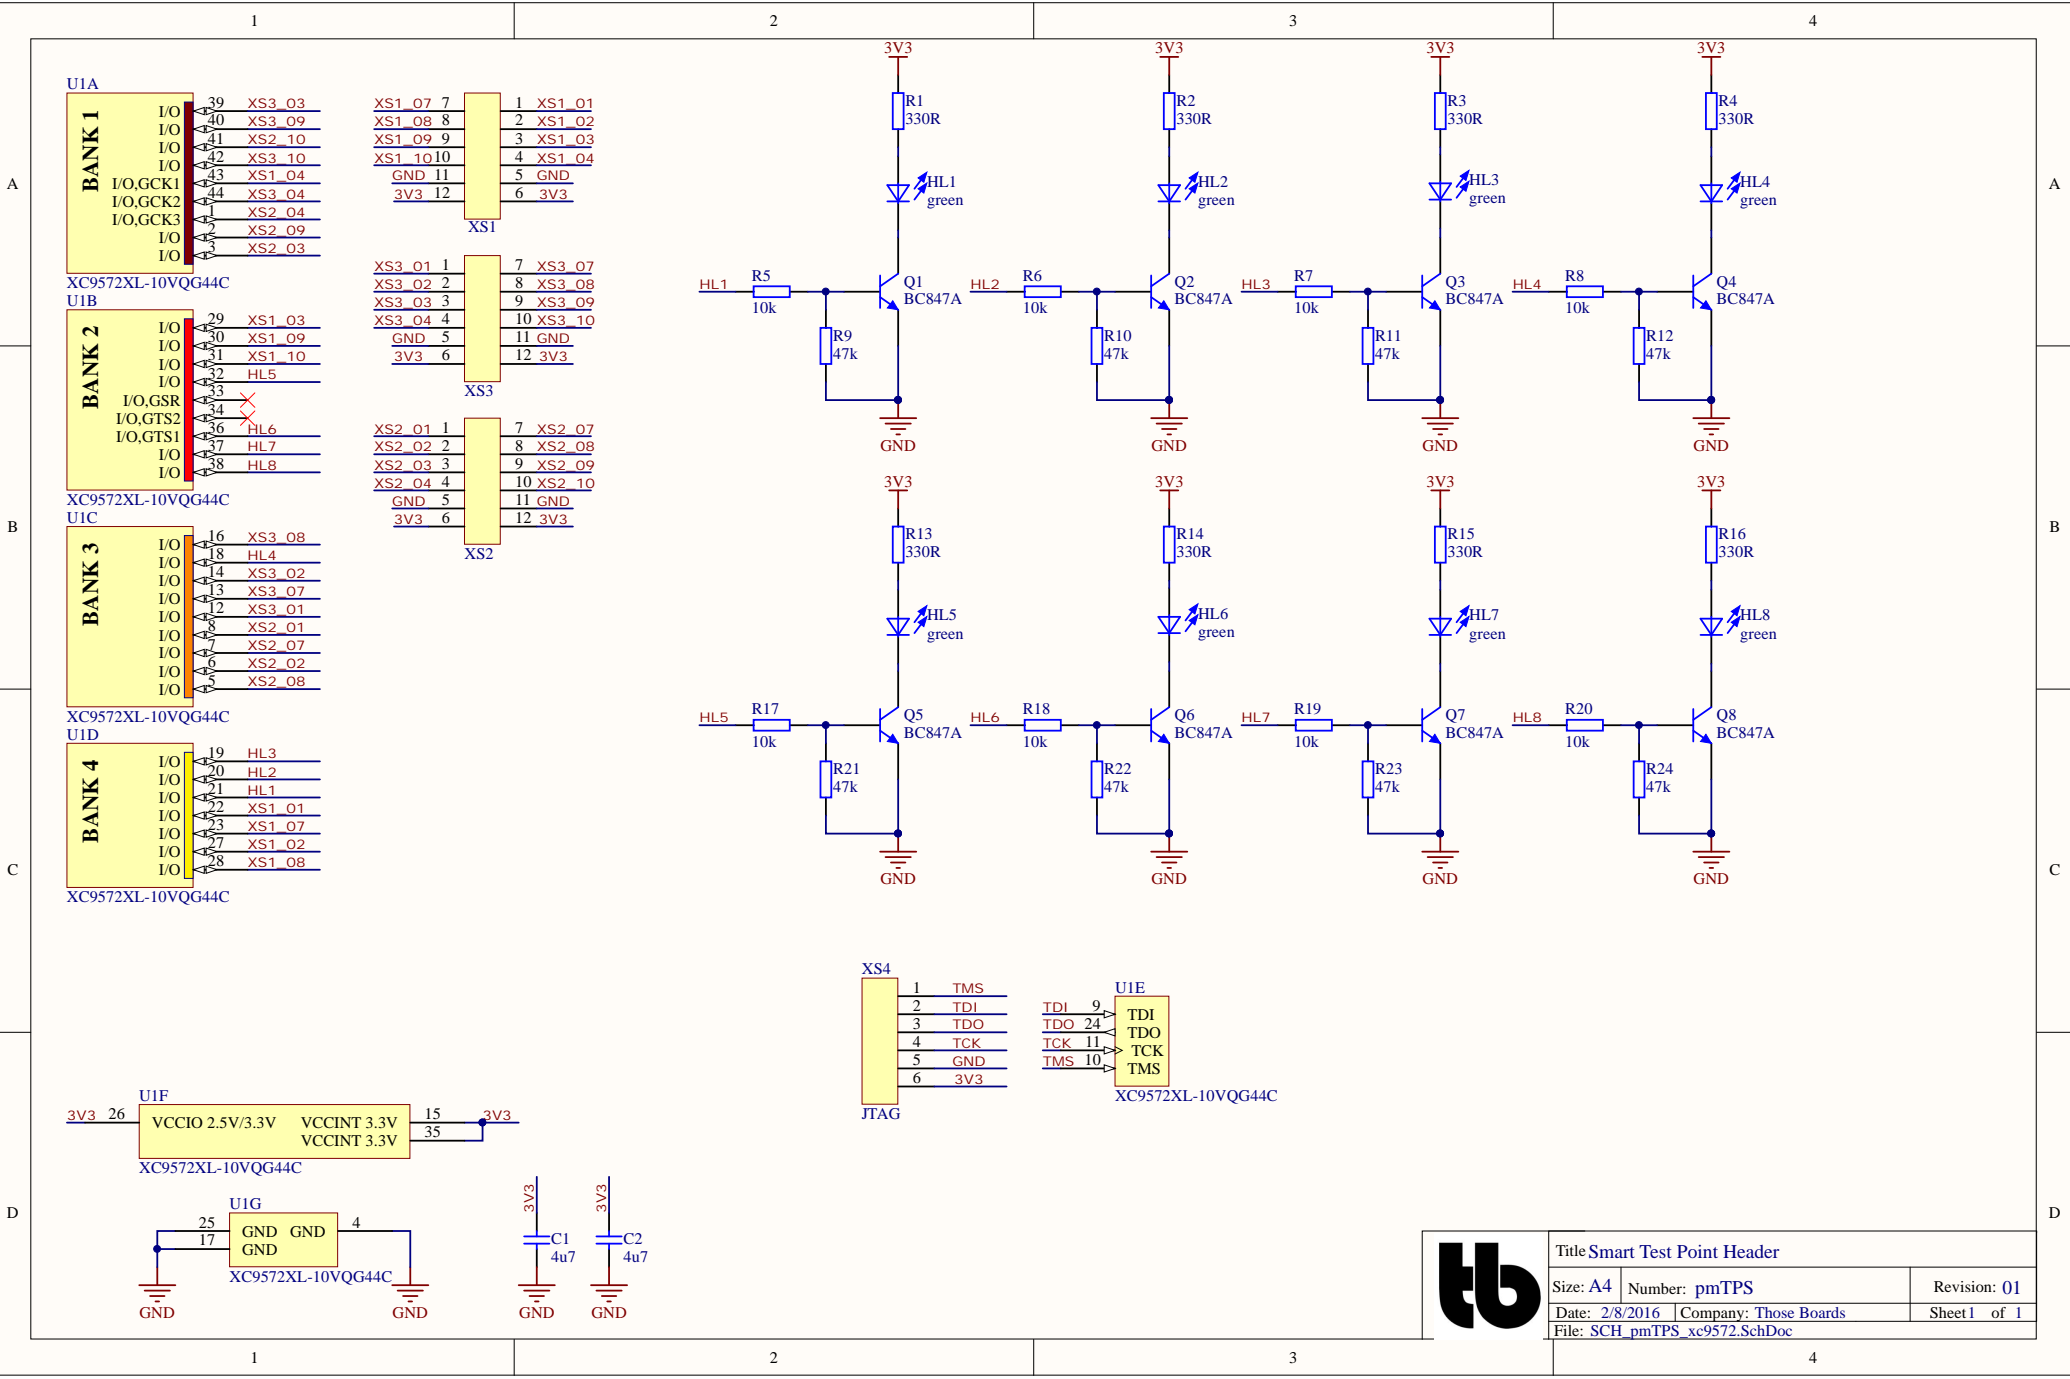 1 2 3 4
A A
B B
C C
D D
U1A
BANK 1
I/O 39 XS3_03
I/O 40 XS3_09
I/O 41 XS2_10
I/O 42 XS3_10
I/O,GCK1 43 XS1_04
I/O,GCK2 44 XS3_04
I/O,GCK3 1 XS2_04
I/O 2 XS2_09
I/O 3 XS2_03
XC9572XL-10VQG44C
U1B
BANK 2
I/O 29 XS1_03
I/O 30 XS1_09
I/O 31 XS1_10
I/O 32 HL5
I/O,GSR 33
I/O,GTS2 34
I/O,GTS1 36 HL6
I/O 37 HL7
I/O 38 HL8
XC9572XL-10VQG44C
U1C
BANK 3
I/O 16 XS3_08
I/O 18 HL4
I/O 14 XS3_02
I/O 13 XS3_07
I/O 12 XS3_01
I/O 8 XS2_01
I/O 7 XS2_07
I/O 6 XS2_02
I/O 5 XS2_08
XC9572XL-10VQG44C
U1D
BANK 4
I/O 19 HL3
I/O 20 HL2
I/O 21 HL1
I/O 22 XS1_01
I/O 23 XS1_07
I/O 27 XS1_02
I/O 28 XS1_08
XC9572XL-10VQG44C
XS1_07 7 1 XS1_01
XS1_08 8 2 XS1_02
XS1_09 9 3 XS1_03
XS1_10 10 4 XS1_04
GND 11 5 GND
3V3 12 6 3V3
XS1
XS3_01 1 7 XS3_07
XS3_02 2 8 XS3_08
XS3_03 3 9 XS3_09
XS3_04 4 10 XS3_10
GND 5 11 GND
3V3 6 12 3V3
XS3
XS2_01 1 7 XS2_07
XS2_02 2 8 XS2_08
XS2_03 3 9 XS2_09
XS2_04 4 10 XS2_10
GND 5 11 GND
3V3 6 12 3V3
XS2
3V3 3V3 3V3 3V3
R1 R2 R3 R4
330R 330R 330R 330R
HL1 HL2 HL3 HL4
green green green green
HL1 R5 Q1 HL2 R6 Q2 HL3 R7 Q3 HL4 R8 Q4
10k BC847A 10k BC847A 10k BC847A 10k BC847A
R9 R10 R11 R12
47k 47k 47k 47k
GND GND GND GND
3V3 3V3 3V3 3V3
R13 R14 R15 R16
330R 330R 330R 330R
HL5 HL6 HL7 HL8
green green green green
HL5 R17 Q5 HL6 R18 Q6 HL7 R19 Q7 HL8 R20 Q8
10k BC847A 10k BC847A 10k BC847A 10k BC847A
R21 R22 R23 R24
47k 47k 47k 47k
GND GND GND GND
XS4
1 TMS
2 TDI
3 TDO
4 TCK
5 GND
6 3V3
JTAG
U1E
TDI 9 TDI
TDO 24 TDO
TCK 11 TCK
TMS 10 TMS
XC9572XL-10VQG44C
U1F
3V3 26 VCCIO 2.5V/3.3V VCCINT 3.3V 15 3V3
VCCINT 3.3V 35
XC9572XL-10VQG44C
U1G
25 GND GND 4
17 GND
XC9572XL-10VQG44C
GND GND
3V3 3V3
C1 C2
4u7 4u7
GND GND
tb
Title Smart Test Point Header
Size: A4 Number: pmTPS Revision: 01
Date: 2/8/2016 Company: Those Boards Sheet 1 of 1
File: SCH_pmTPS_xc9572.SchDoc
1 2 3 4